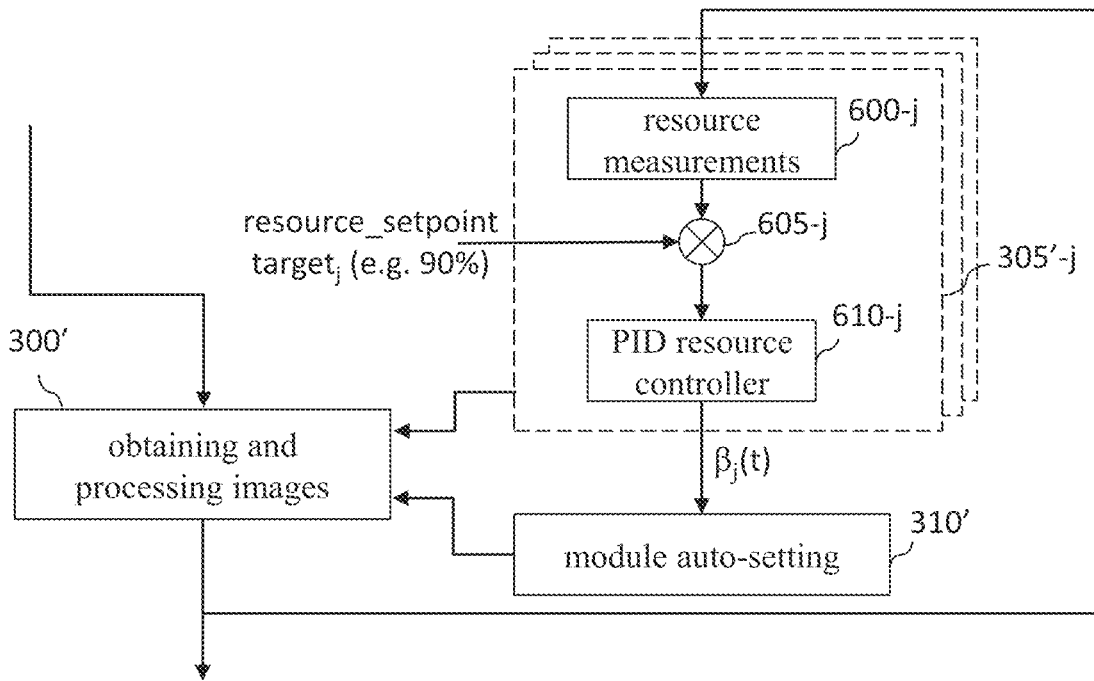 resource
measurements
600-j
resource_setpoint
target_j (e.g. 90%)
605-j
305'-j
610-j
PID resource
controller
300'
obtaining and
processing images
β_j(t)
310'
module auto-setting